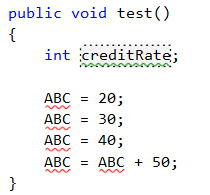 public void test()
{
int creditRate;
ABC = 20;
ABC = 30;
ABC = 40;
ABC = ABC + 50;
}